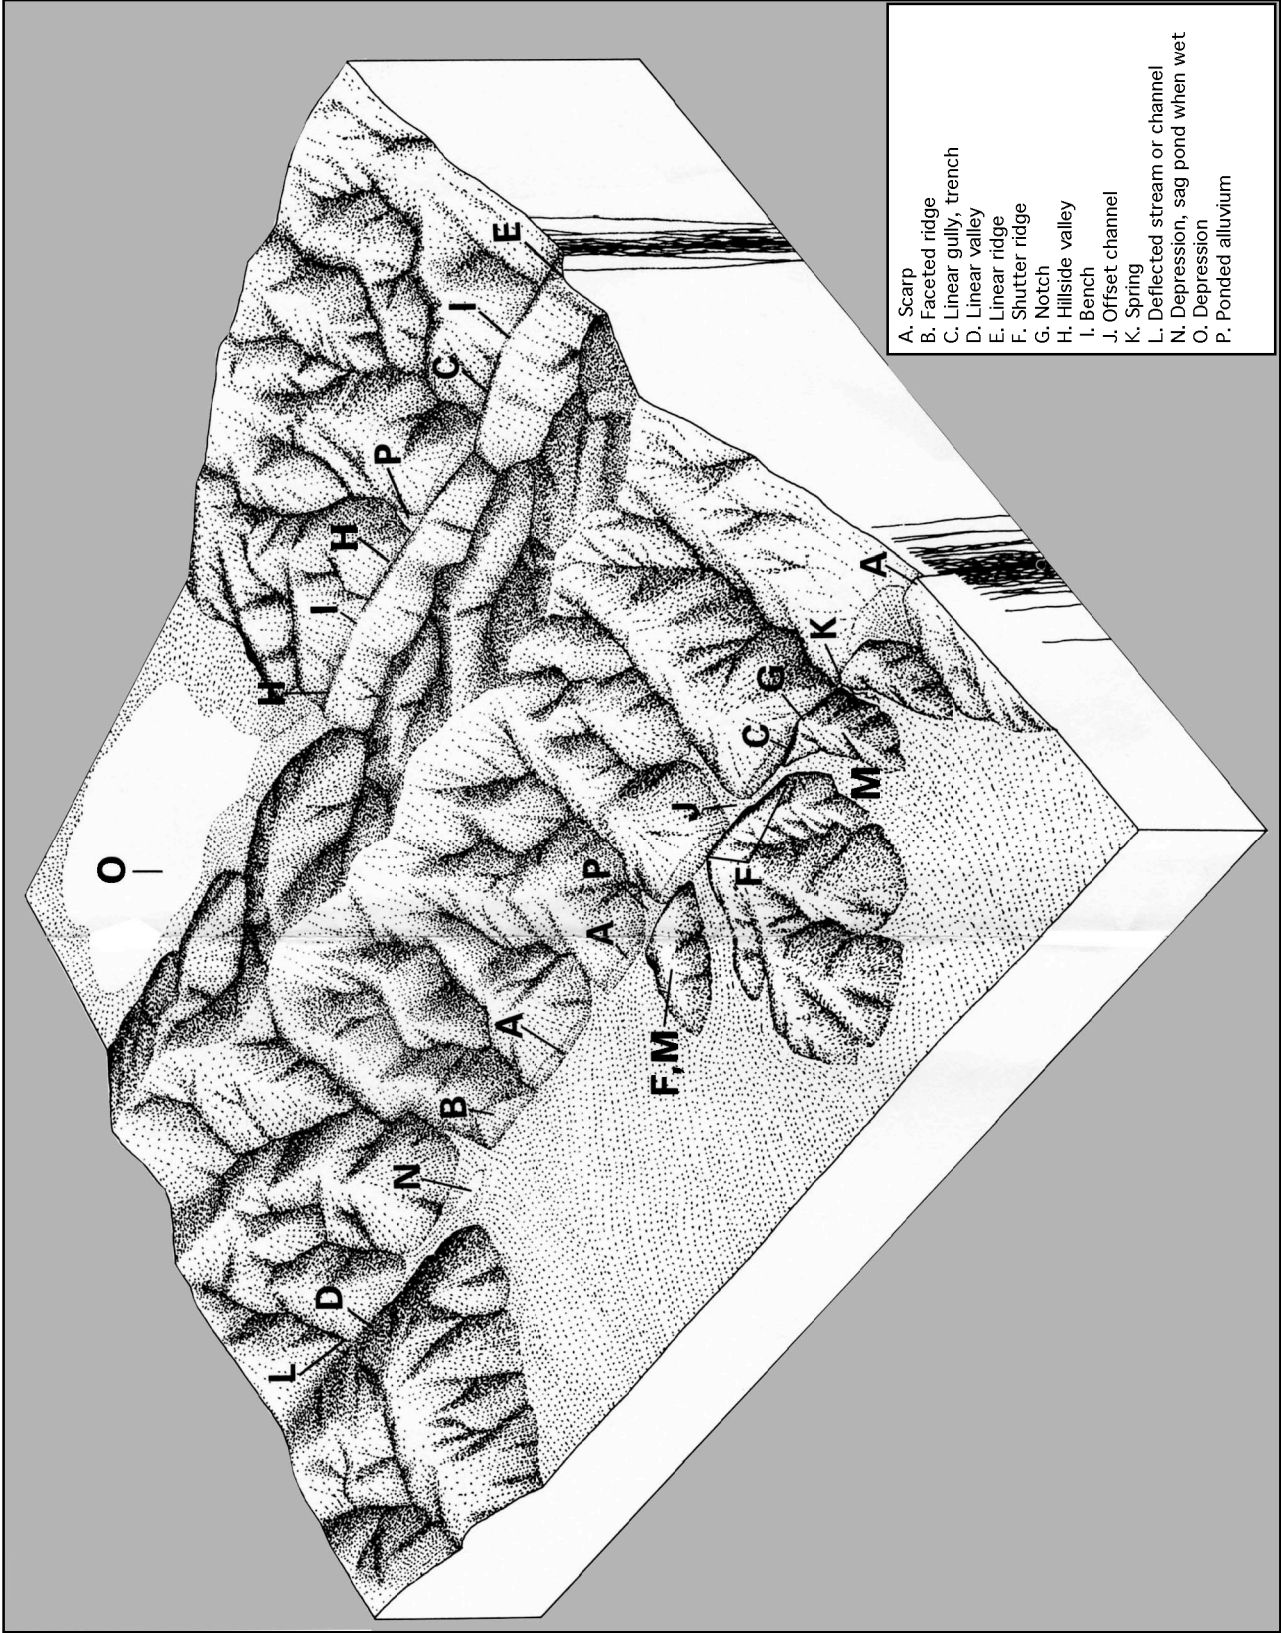 A. Scarp
B. Faceted ridge
C. Linear gully, trench
D. Linear valley
E. Linear ridge
F. Shutter ridge
G. Notch
H. Hillside valley
I. Bench
J. Offset channel
K. Spring
L. Deflected stream or channel
N. Depression, sag pond when wet
O. Depression
P. Ponded alluvium
L
D
N
B
A
A
P
F,M
O
H
I
H
P
C
I
E
J
F
C
G
M
K
A